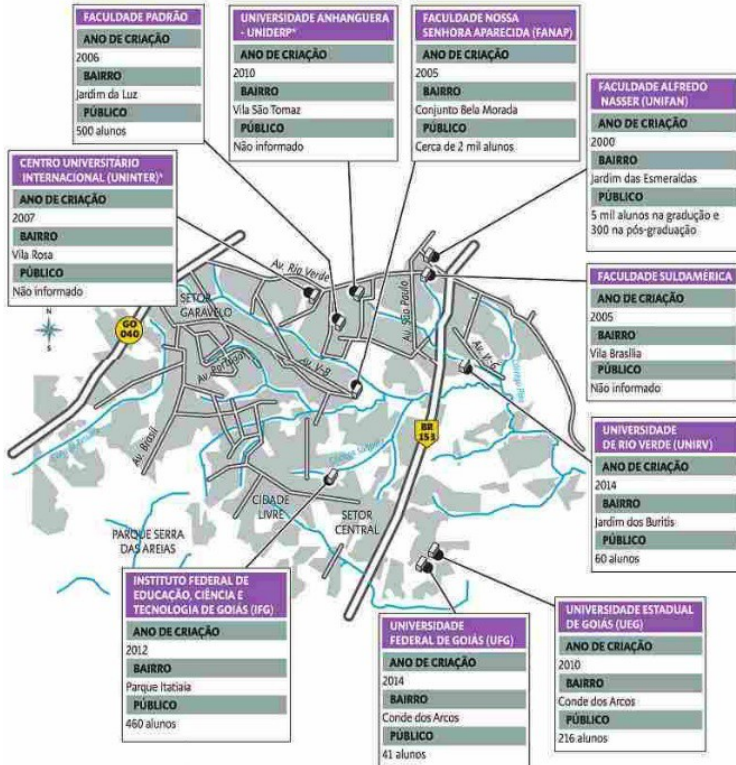 FACULDADE PADRÃO
ANO DE CRIAÇÃO
2006
BAIRRO
Jardim da Luz
PÚBLICO
500 alunos
UNIVERSIDADE ANHANGUERA
- UNIDERP*
ANO DE CRIAÇÃO
2010
BAIRRO
Vila São Tomaz
PÚBLICO
Não informado
FACULDADE NOSSA
SENHORA APARECIDA (FANAP)
ANO DE CRIAÇÃO
2005
BAIRRO
Conjunto Bela Morada
PÚBLICO
Cerca de 2 mil alunos
FACULDADE ALFREDO
NASSER (UNIFAN)
ANO DE CRIAÇÃO
2000
BAIRRO
Jardim das Esmeraldas
PÚBLICO
5 mil alunos na gradução e
300 na pós-graduação
CENTRO UNIVERSITÁRIO
INTERNACIONAL (UNINTER)*
ANO DE CRIAÇÃO
2007
BAIRRO
Vila Rosa
PÚBLICO
Não informado
FACULDADE SULDAMÉRICA
ANO DE CRIAÇÃO
2005
BAIRRO
Vila Brasília
PÚBLICO
Não informado
N
S
GO
040
SETOR
GARAVELO
Av. Rio Verde
Av. São Paulo
Av. V-8
Av. V-6
Av. Portugal
Av. Brasil
BR
153
CIDADE
LIVRE
SETOR
CENTRAL
PARQUE SERRA
DAS AREIAS
UNIVERSIDADE
DE RIO VERDE (UNIRV)
ANO DE CRIAÇÃO
2014
BAIRRO
Jardim dos Buritis
PÚBLICO
60 alunos
INSTITUTO FEDERAL DE
EDUCAÇÃO, CIÊNCIA E
TECNOLOGIA DE GOIÁS (IFG)
ANO DE CRIAÇÃO
2012
BAIRRO
Parque Itatiaia
PÚBLICO
460 alunos
UNIVERSIDADE
FEDERAL DE GOIÁS (UFG)
ANO DE CRIAÇÃO
2014
BAIRRO
Conde dos Arcos
PÚBLICO
41 alunos
UNIVERSIDADE ESTADUAL
DE GOIÁS (UEG)
ANO DE CRIAÇÃO
2010
BAIRRO
Conde dos Arcos
PÚBLICO
216 alunos